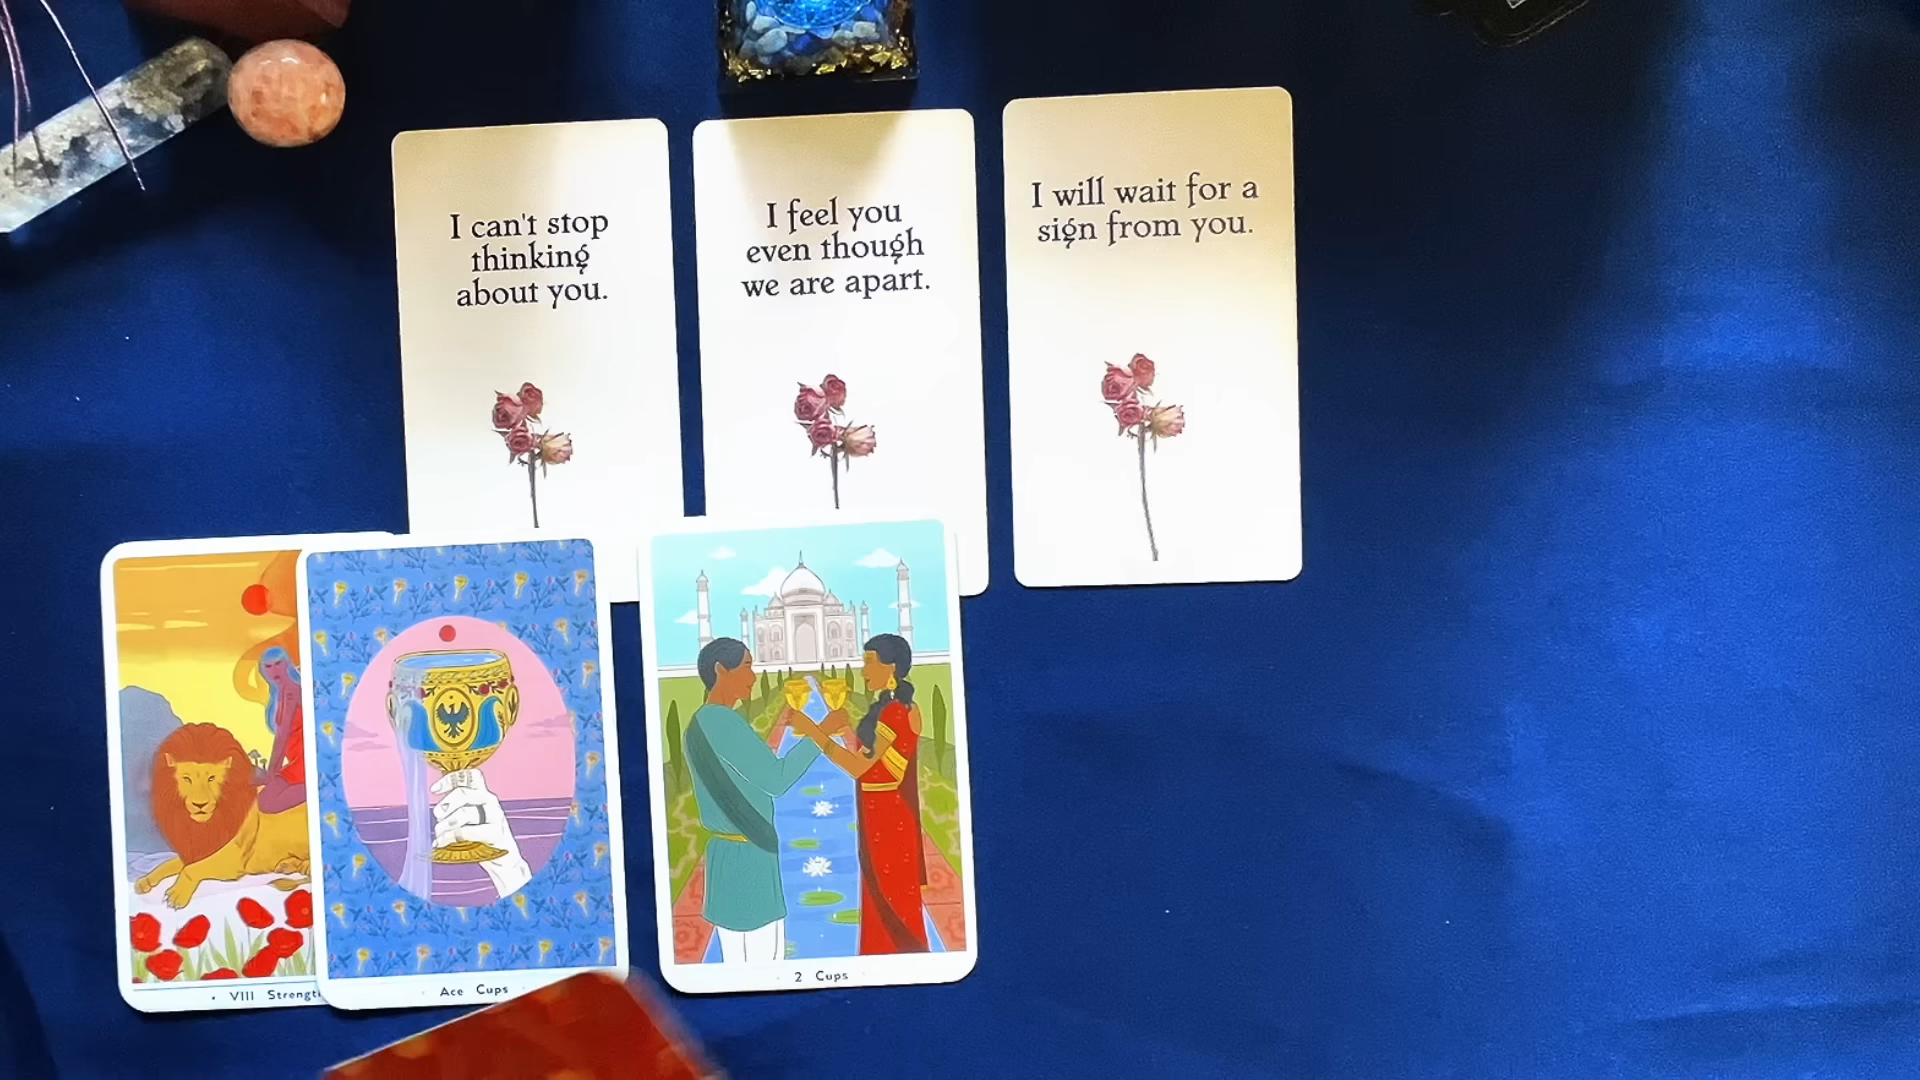 I can't stop
thinking
about you.
I feel you
even though
we are apart.
I will wait for a
sign from you.
VIII Strength
Ace Cups
2 Cups